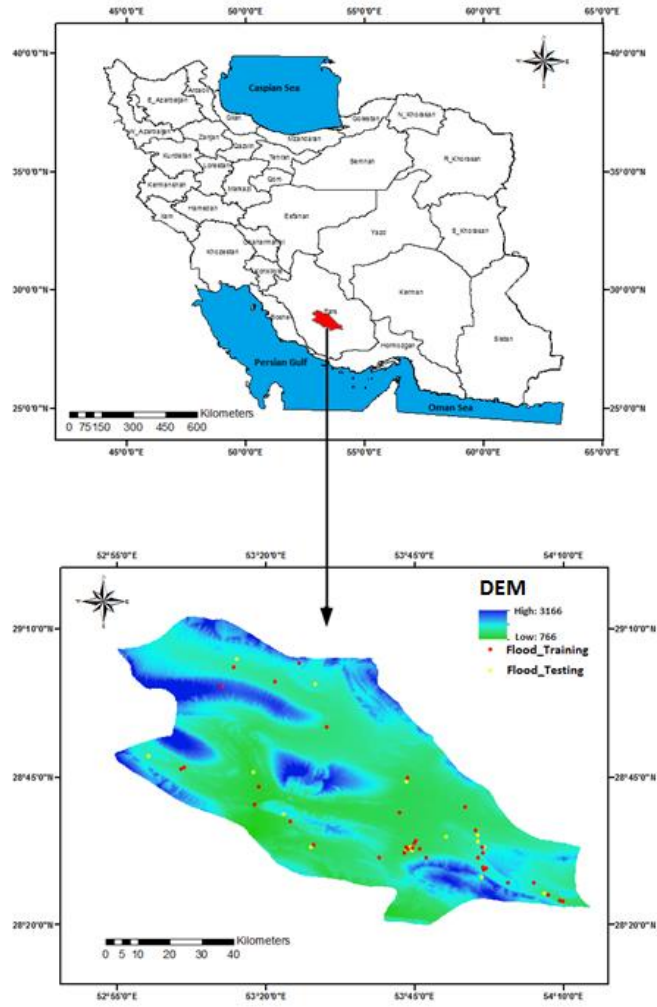 45°0'0"E 50°0'0"E 55°0'0"E 60°0'0"E 65°0'0"E
40°0'0"N 40°0'0"N
Caspian Sea
E_Azarbaijan
Gilan
Golestan
N_Khorasan
Zanjan
Mazandaran
Qazvin
Tehran
Semnan
R_Khorasan
Kurdistan
35°0'0"N 35°0'0"N
Kermanshah
Hamedan
Markazi
Qom
Ilam
Esfahan
Yazd
S_Khorasan
Khozestan
Kerman
30°0'0"N 30°0'0"N
Fars
Sistan
Hormozgan
Persian Gulf
Oman Sea
25°0'0"N 25°0'0"N
Kilometers
0 75 150 300 450 600
45°0'0"E 50°0'0"E 55°0'0"E 60°0'0"E 65°0'0"E
52°55'0"E 53°20'0"E 53°45'0"E 54°10'0"E
DEM
High: 3166
Low: 766
Flood_Training
Flood_Testing
29°10'0"N 29°10'0"N
28°45'0"N 28°45'0"N
28°20'0"N 28°20'0"N
Kilometers
0 5 10 20 30 40
52°55'0"E 53°20'0"E 53°45'0"E 54°10'0"E